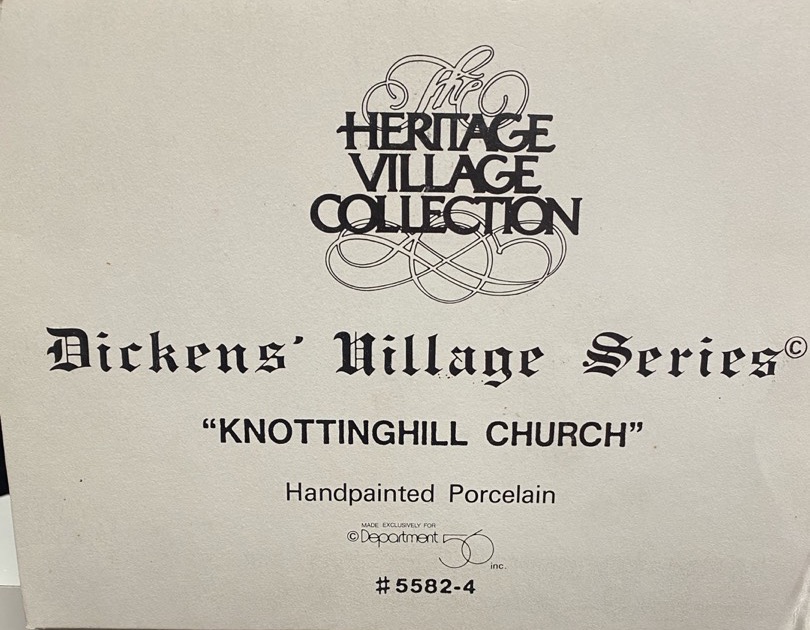 The
HERITAGE
VILLAGE
COLLECTION
Dickens' Village Series©
“KNOTTINGHILL CHURCH”
Handpainted Porcelain
MADE EXCLUSIVELY FOR
©Department 56 inc.
#5582-4